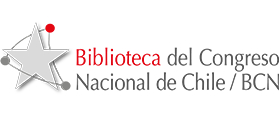 Biblioteca del Congreso
Nacional de Chile / BCN